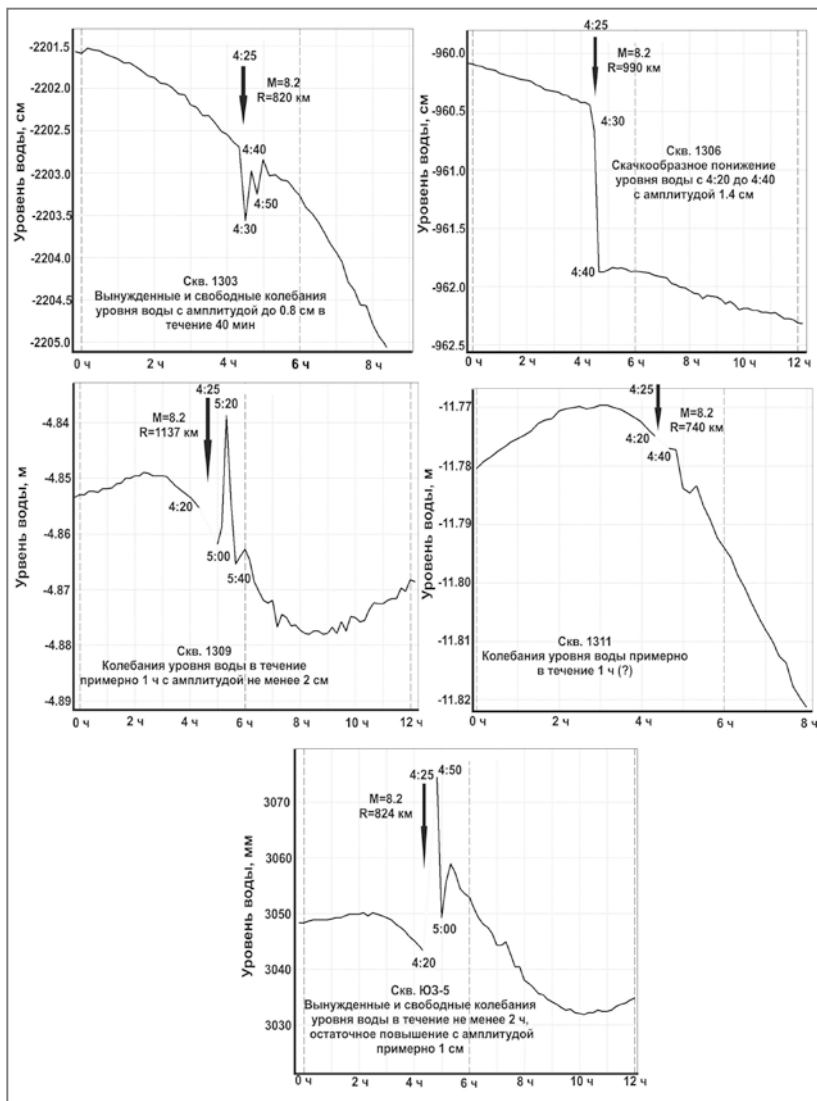 4:25
M=8.2
R=820 км
4:40
4:50
4:30
Скв. 1303
Вынужденные и свободные колебания
уровня воды с амплитудой до 0.8 см в
течение 40 мин
Уровень воды, см
-2201.5
-2202.0
-2202.5
-2203.0
-2203.5
-2204.0
-2204.5
-2205.0
0 ч 2 ч 4 ч 6 ч 8 ч
4:25
M=8.2
R=990 км
4:30
Скв. 1306
Скачкообразное понижение
уровня воды с 4:20 до 4:40
с амплитудой 1.4 см
4:40
Уровень воды, см
-960.0
-960.5
-961.0
-961.5
-962.0
-962.5
0 ч 2 ч 4 ч 6 ч 8 ч 10 ч 12 ч
4:25
5:20
M=8.2
R=1137 км
4:20
5:00
5:40
Скв. 1309
Колебания уровня воды в течение
примерно 1 ч с амплитудой не менее 2 см
Урвень воды, м
-4.84
-4.85
-4.86
-4.87
-4.88
-4.89
0 ч 2 ч 4 ч 6 ч 8 ч 10 ч 12 ч
4:25
M=8.2
R=740 км
4:20
4:40
Скв. 1311
Колебания уровня воды примерно
в течение 1 ч (?)
Уровень воды, м
-11.77
-11.78
-11.79
-11.80
-11.81
-11.82
0 ч 2 ч 4 ч 6 ч 8 ч
4:25
4:50
M=8.2
R=824 км
5:00
4:20
Скв. ЮЗ-5
Вынужденные и свободные колебания
уровня воды в течение не менее 2 ч,
остаточное повышение с амплитудой
примерно 1 см
Уровень воды, мм
3070
3060
3050
3040
3030
0 ч 2 ч 4 ч 6 ч 8 ч 10 ч 12 ч